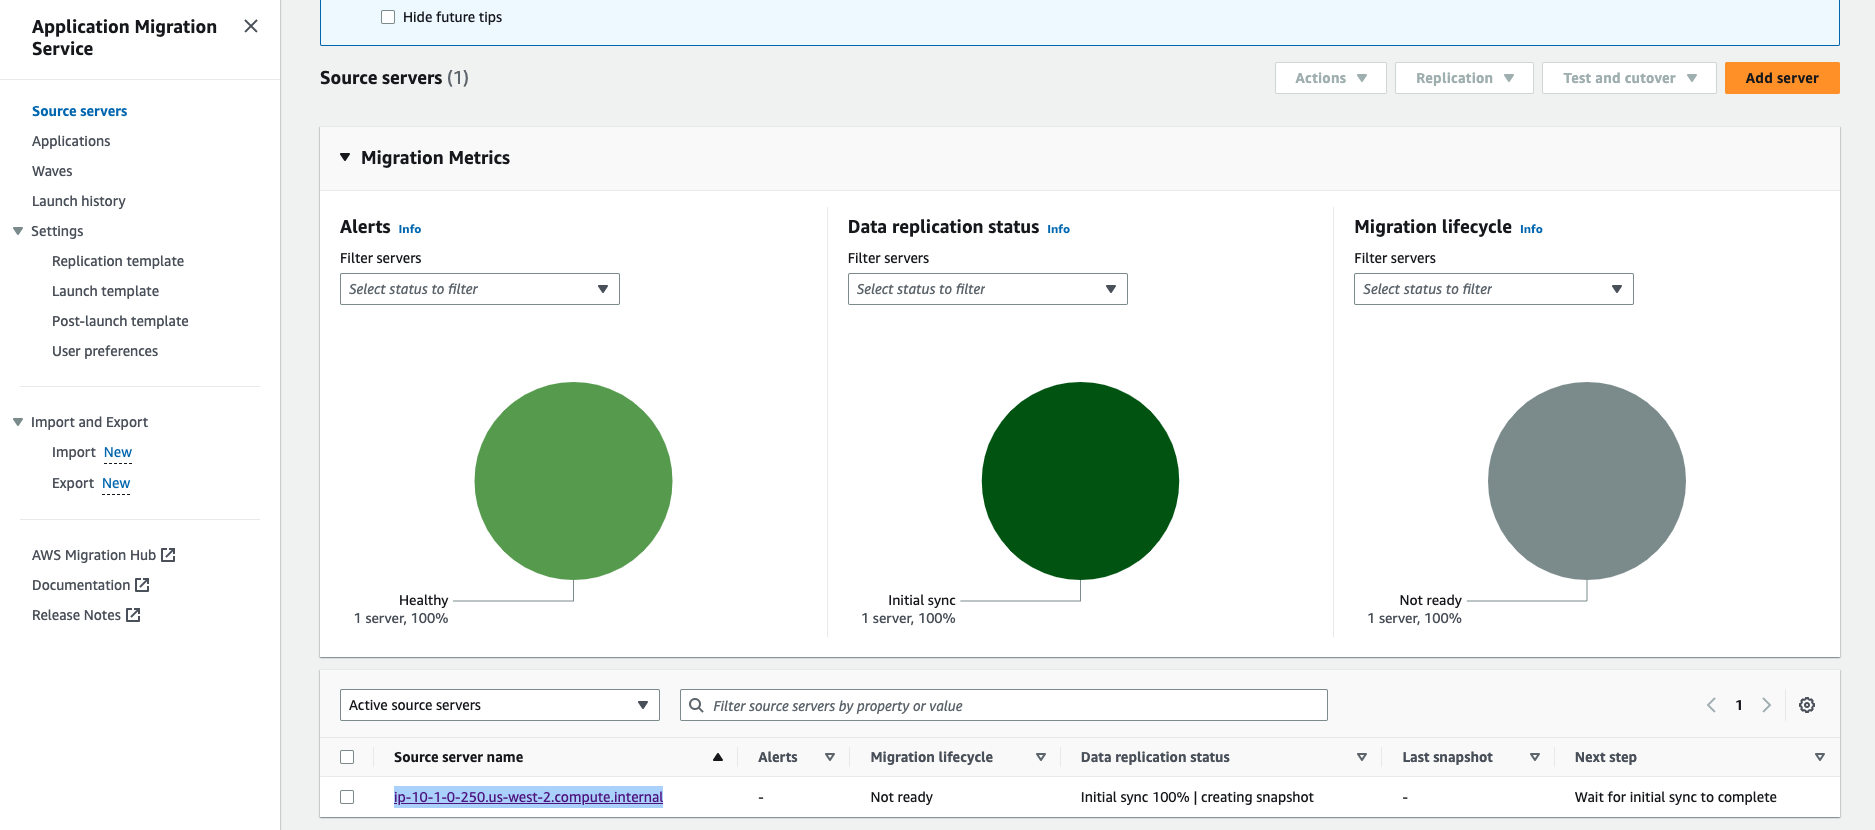 Application Migration
Service
Source servers
Applications
Waves
Launch history
Settings
Replication template
Launch template
Post-launch template
User preferences
Import and Export
Import New
Export New
AWS Migration Hub
Documentation
Release Notes
Hide future tips
Source servers (1)
Actions
Replication
Test and cutover
Add server
Migration Metrics
Alerts Info
Filter servers
Select status to filter
Healthy
1 server, 100%
Data replication status Info
Filter servers
Select status to filter
Initial sync
1 server, 100%
Migration lifecycle Info
Filter servers
Select status to filter
Not ready
1 server, 100%
Active source servers
Filter source servers by property or value
1
Source server name Alerts Migration lifecycle Data replication status Last snapshot Next step
ip-10-1-0-250.us-west-2.compute.internal - Not ready Initial sync 100% | creating snapshot - Wait for initial sync to complete